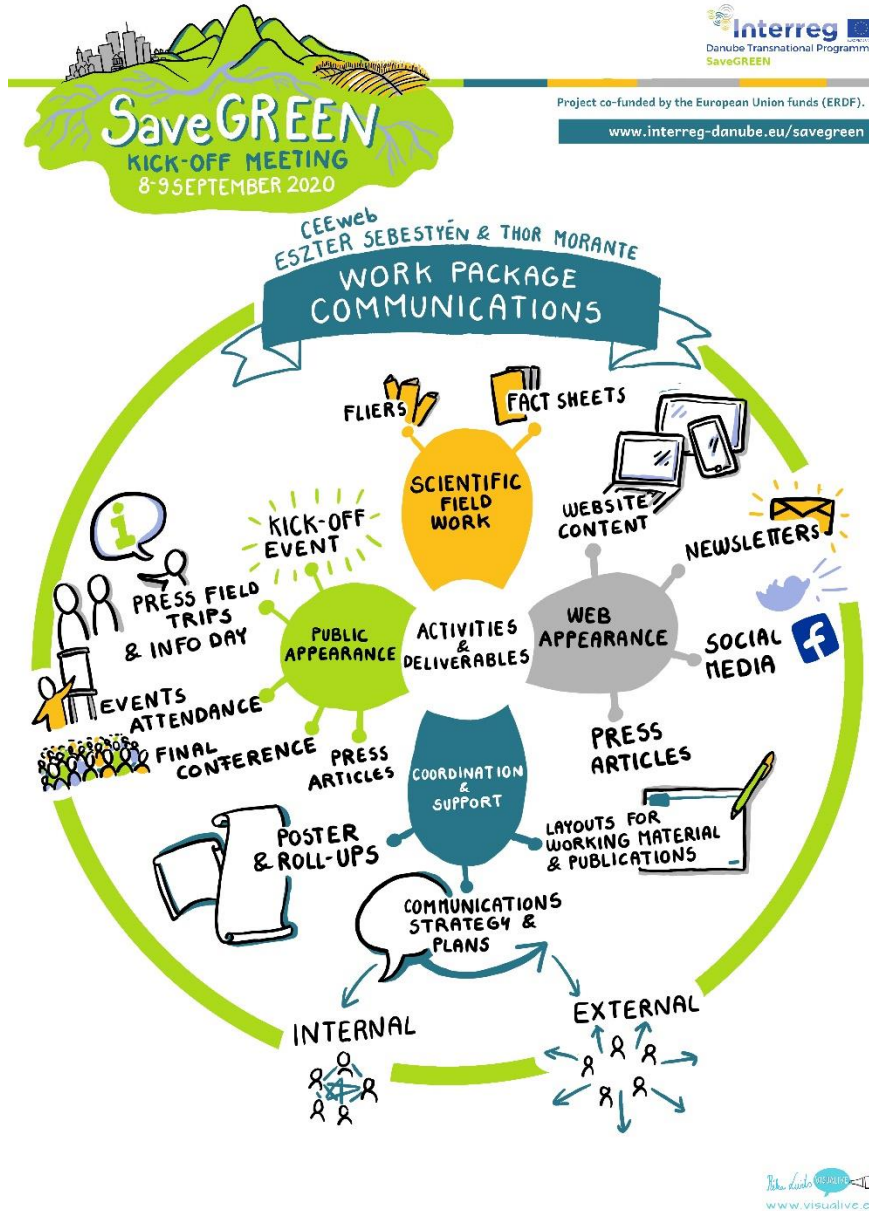 Interreg
Danube Transnational Programm
SaveGREEN
Project co-funded by the European Union funds (ERDF).
www.interreg-danube.eu/savegreen
SaveGREEN
KICK-OFF MEETING
8-9 SEPTEMBER 2020
CEEweb
ESZTER SEBESTYÉN & THOR MORANTE
WORK PACKAGE
COMMUNICATIONS
FLIERS
FACT SHEETS
SCIENTIFIC
FIELD
WORK
WEBSITE
CONTENT
NEWSLETTERS
KICK-OFF
EVENT
i
PRESS FIELD
TRIPS
& INFO DAY
PUBLIC
APPEARANCE
ACTIVITIES
&
DELIVERABLES
WEB
APPEARANCE
SOCIAL
MEDIA
f
EVENTS
ATTENDANCE
FINAL
CONFERENCE
PRESS
ARTICLES
PRESS
ARTICLES
COORDINATION
&
SUPPORT
POSTER
& ROLL-UPS
LAYOUTS FOR
WORKING MATERIAL
& PUBLICATIONS
COMMUNICATIONS
STRATEGY &
PLANS
INTERNAL
EXTERNAL
VISUALIVE
www.visualive.e